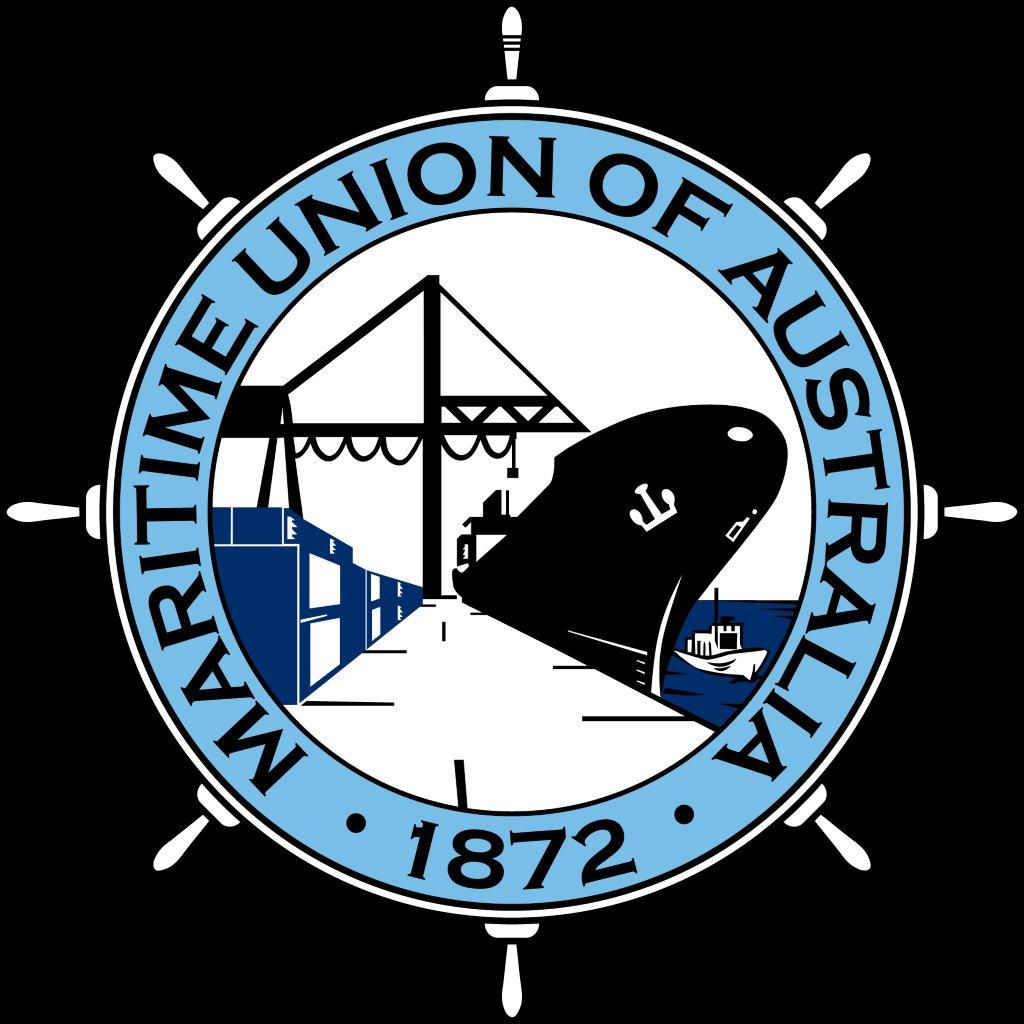 MARITIME UNION OF AUSTRALIA
• 1872 •